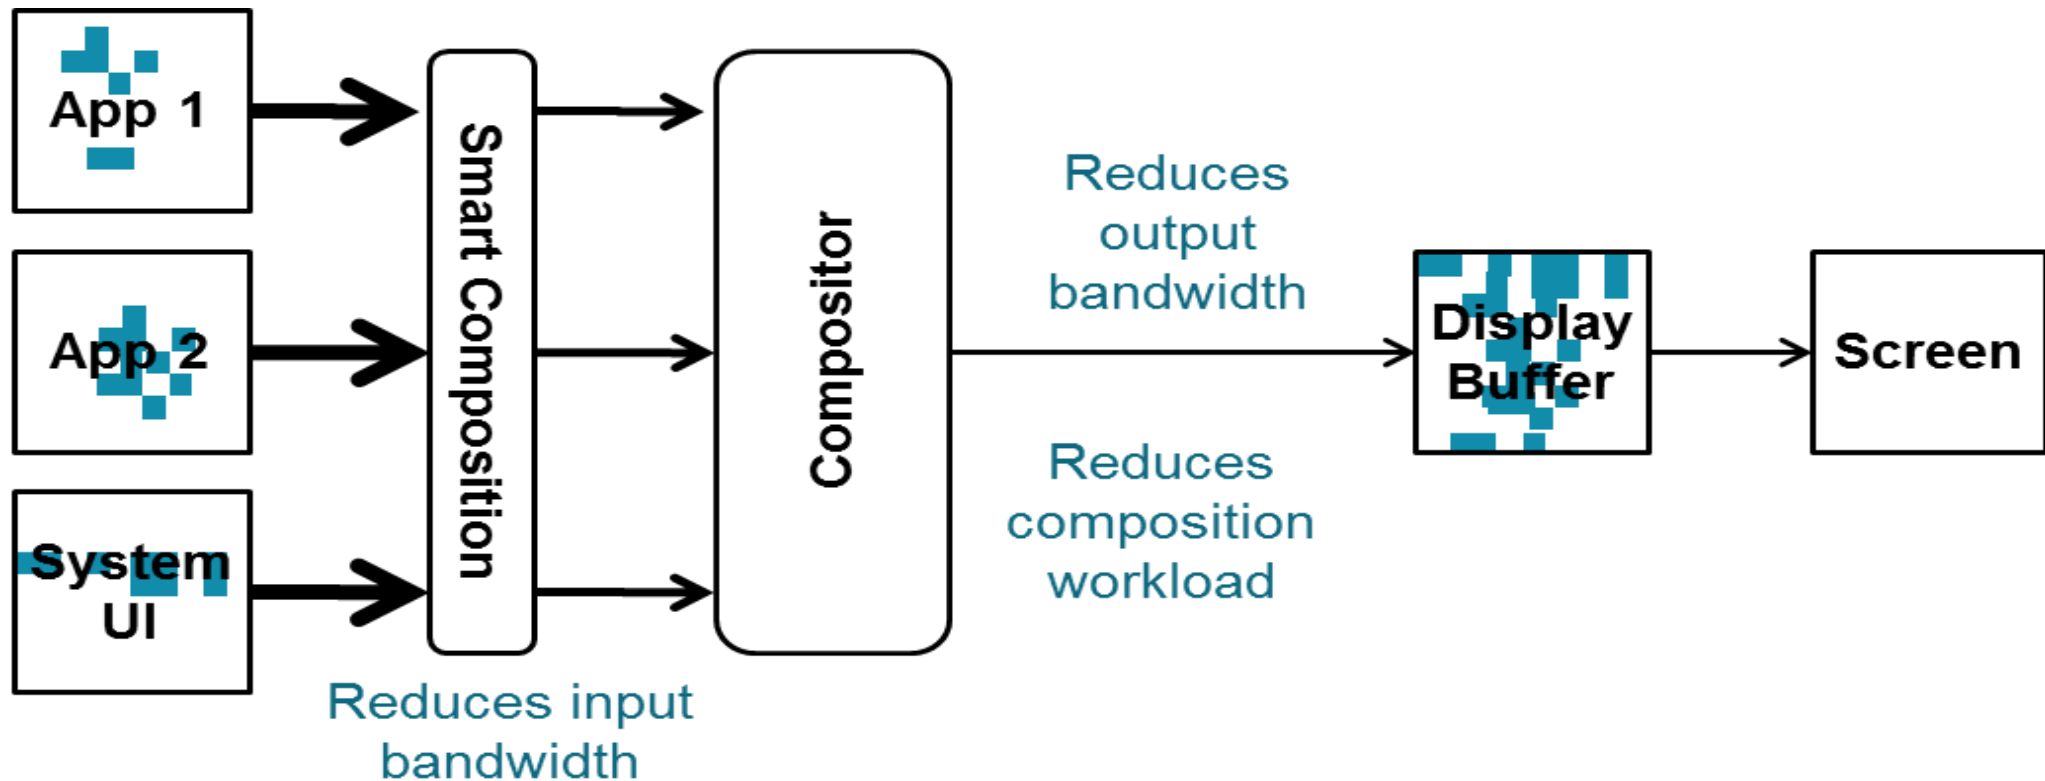 App 1
App 2
System
UI
Smart Composition
Reduces input
bandwidth
Compositor
Reduces
output
bandwidth
Reduces
composition
workload
Display
Buffer
Screen